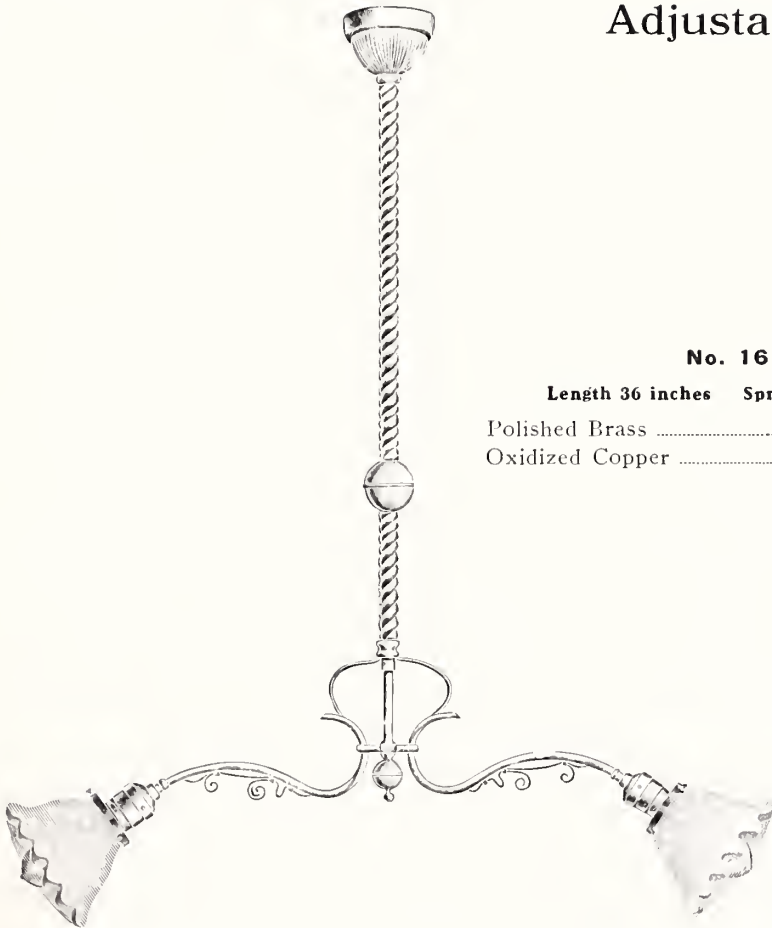 Adjusta
No. 16
Length 36 inches Spr
Polished Brass
Oxidized Copper